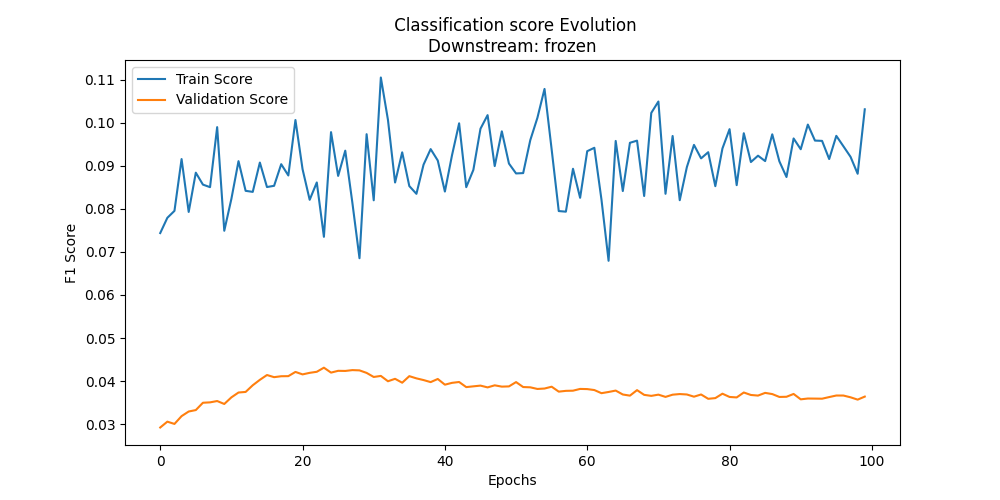 Classification score Evolution
Downstream: frozen
Train Score
Validation Score
F1 Score
0.11
0.10
0.09
0.08
0.07
0.06
0.05
0.04
0.03
0 20 40 60 80 100
Epochs